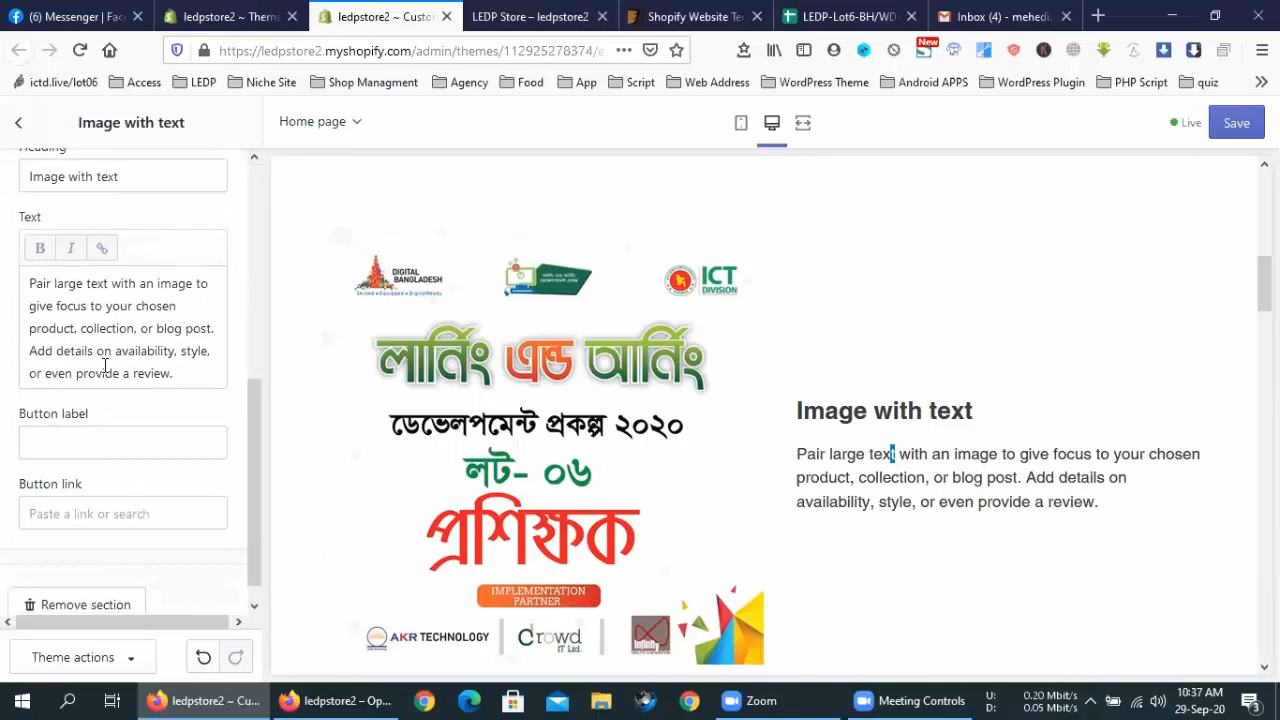 (2) Messenger
ledpstore2 ~ Them
ledpstore2 ~ Custo
LEDP Store – ledpstore2
Shopify Website Te
LEDP-Lot6-BH/WD-
Inbox (4) - mehedi.
https://ledpstore2.myshopify.com/admin/themes/112925278374/e
New
ictd.live/lot06
Access
LEDP
Niche Site
Shop Managment
Agency
Food
App
Script
Web Address
WordPress Theme
Android APPS
WordPress Plugin
PHP Script
quiz
Image with text
Home page
Live
Save
Heading
Image with text
Text
B I
Pair large text with an image to
give focus to your chosen
product, collection, or blog post.
Add details on availability, style,
or even provide a review.
Button label
Button link
Paste a link or search
Remove section
Theme actions
DIGITAL
BANGLADESH
ICT
DIVISION
লার্নিং এন্ড আর্নিং
ডেভেলপমেন্ট প্রকল্প ২০২০
লট- ০৬
প্রশিক্ষক
IMPLEMENTATION
PARTNER
AKR TECHNOLOGY
Crowd
IT Ltd.
Infinity
Image with text
Pair large text with an image to give focus to your chosen
product, collection, or blog post. Add details on
availability, style, or even provide a review.
ledpstore2 ~ Cu...
ledpstore2 – Op...
Zoom
Meeting Controls
U: 0.20 Mbit/s
D: 0.05 Mbit/s
10:37 AM
29-Sep-20
3